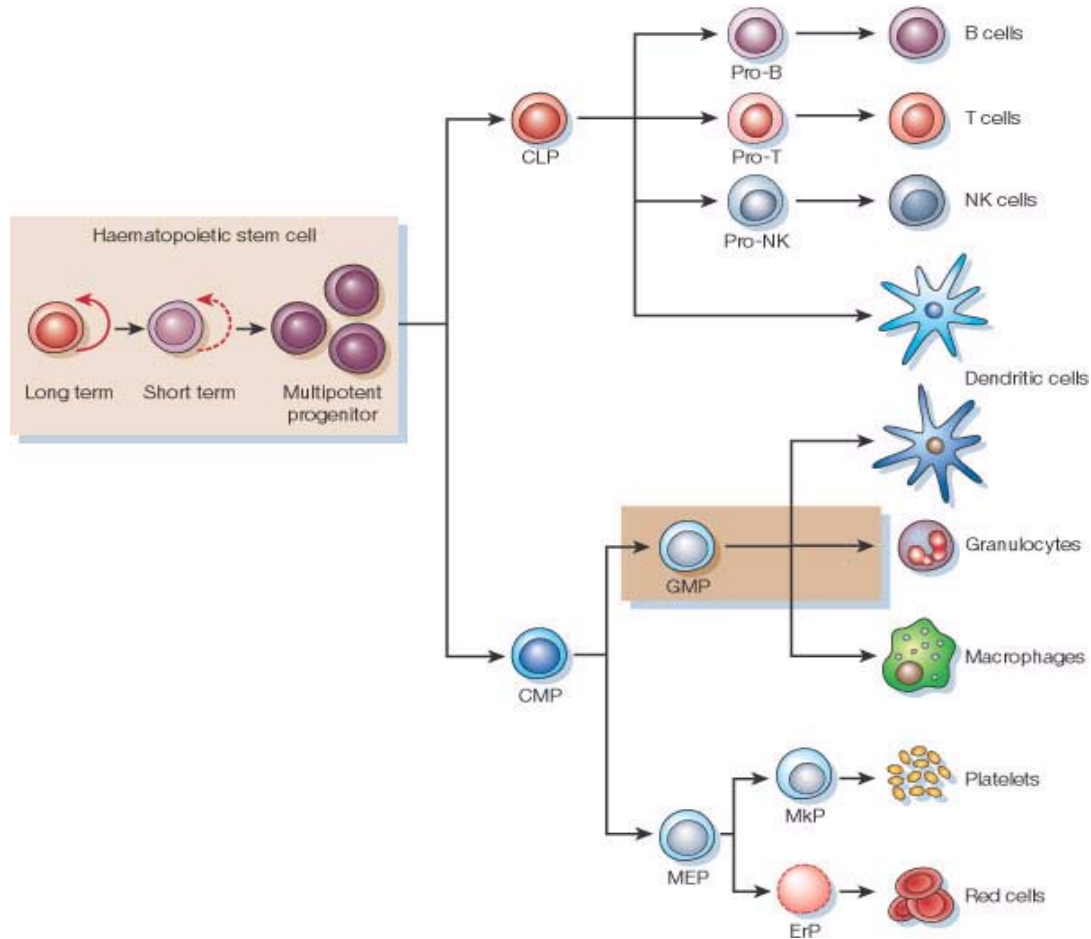 B cells
Pro-B
T cells
CLP
Pro-T
NK cells
Pro-NK
Haematopoietic stem cell
Long term
Short term
Multipotent
progenitor
Dendritic cells
Granulocytes
GMP
Macrophages
CMP
Platelets
MkP
MEP
Red cells
ErP